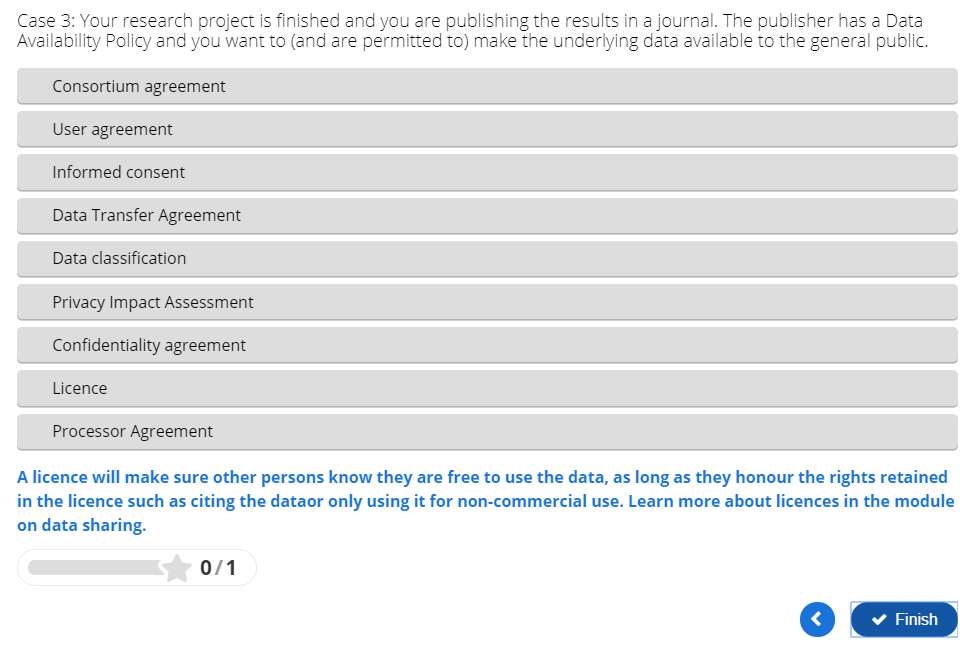 Case 3: Your research project is finished and you are publishing the results in a journal. The publisher has a Data
Availability Policy and you want to (and are permitted to) make the underlying data available to the general public.
Consortium agreement
User agreement
Informed consent
Data Transfer Agreement
Data classification
Privacy Impact Assessment
Confidentiality agreement
Licence
Processor Agreement
A licence will make sure other persons know they are free to use the data, as long as they honour the rights retained
in the licence such as citing the dataor only using it for non-commercial use. Learn more about licences in the module
on data sharing.
0/1
Finish